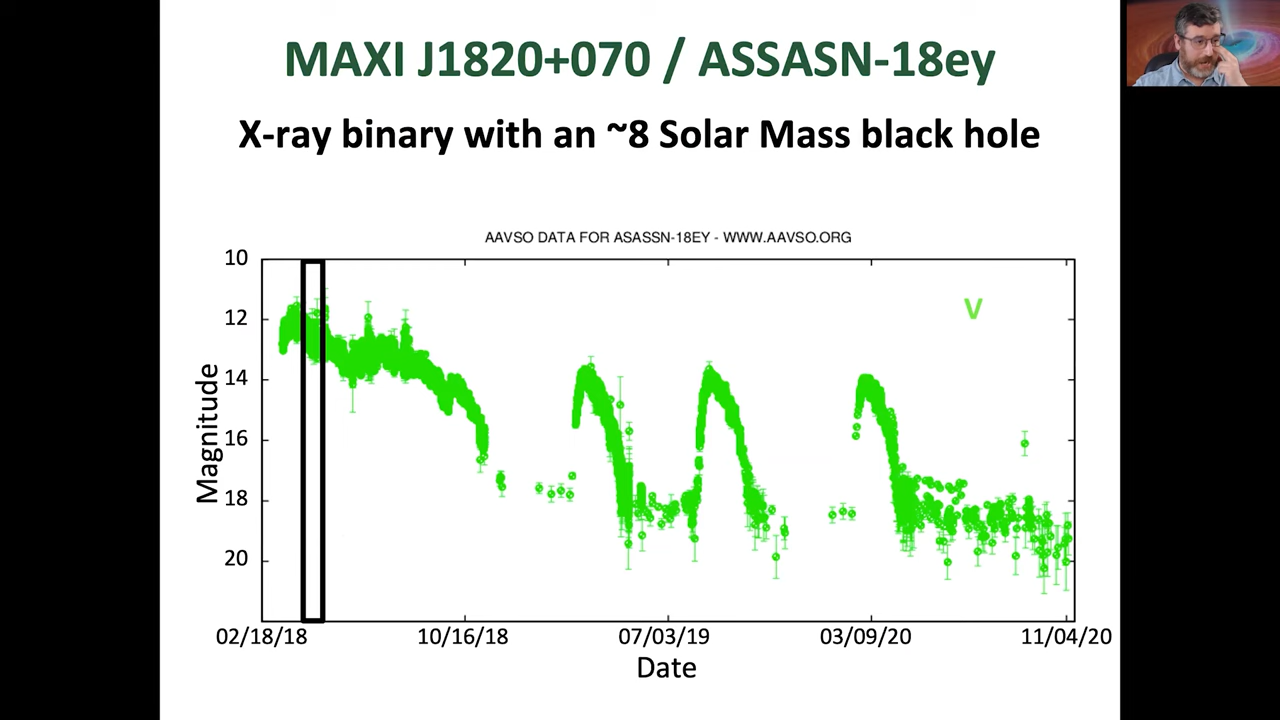 MAXI J1820+070 / ASSASN-18ey
X-ray binary with an ~8 Solar Mass black hole
AAVSO DATA FOR ASASSN-18EY - WWW.AAVSO.ORG
V
Magnitude
10
12
14
16
18
20
02/18/18 10/16/18 07/03/19 03/09/20 11/04/20
Date